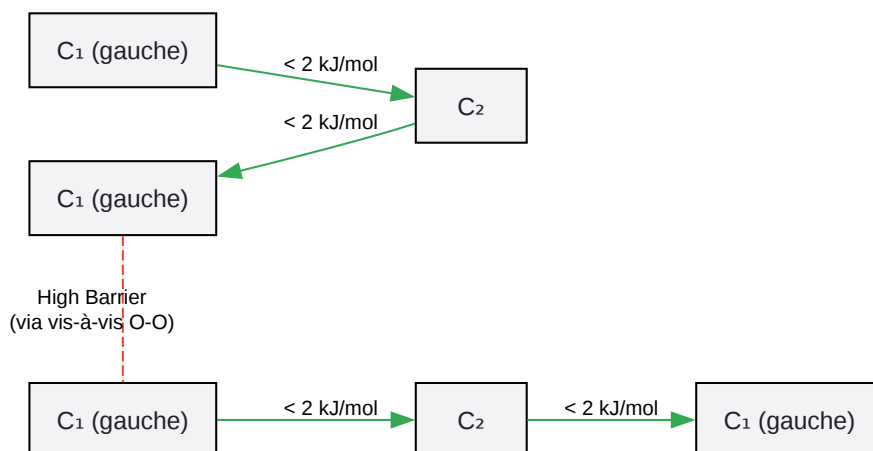 C₁ (gauche)
< 2 kJ/mol
C₂
< 2 kJ/mol
C₁ (gauche)
High Barrier
(via vis-à-vis O-O)
C₁ (gauche)
< 2 kJ/mol
C₂
< 2 kJ/mol
C₁ (gauche)